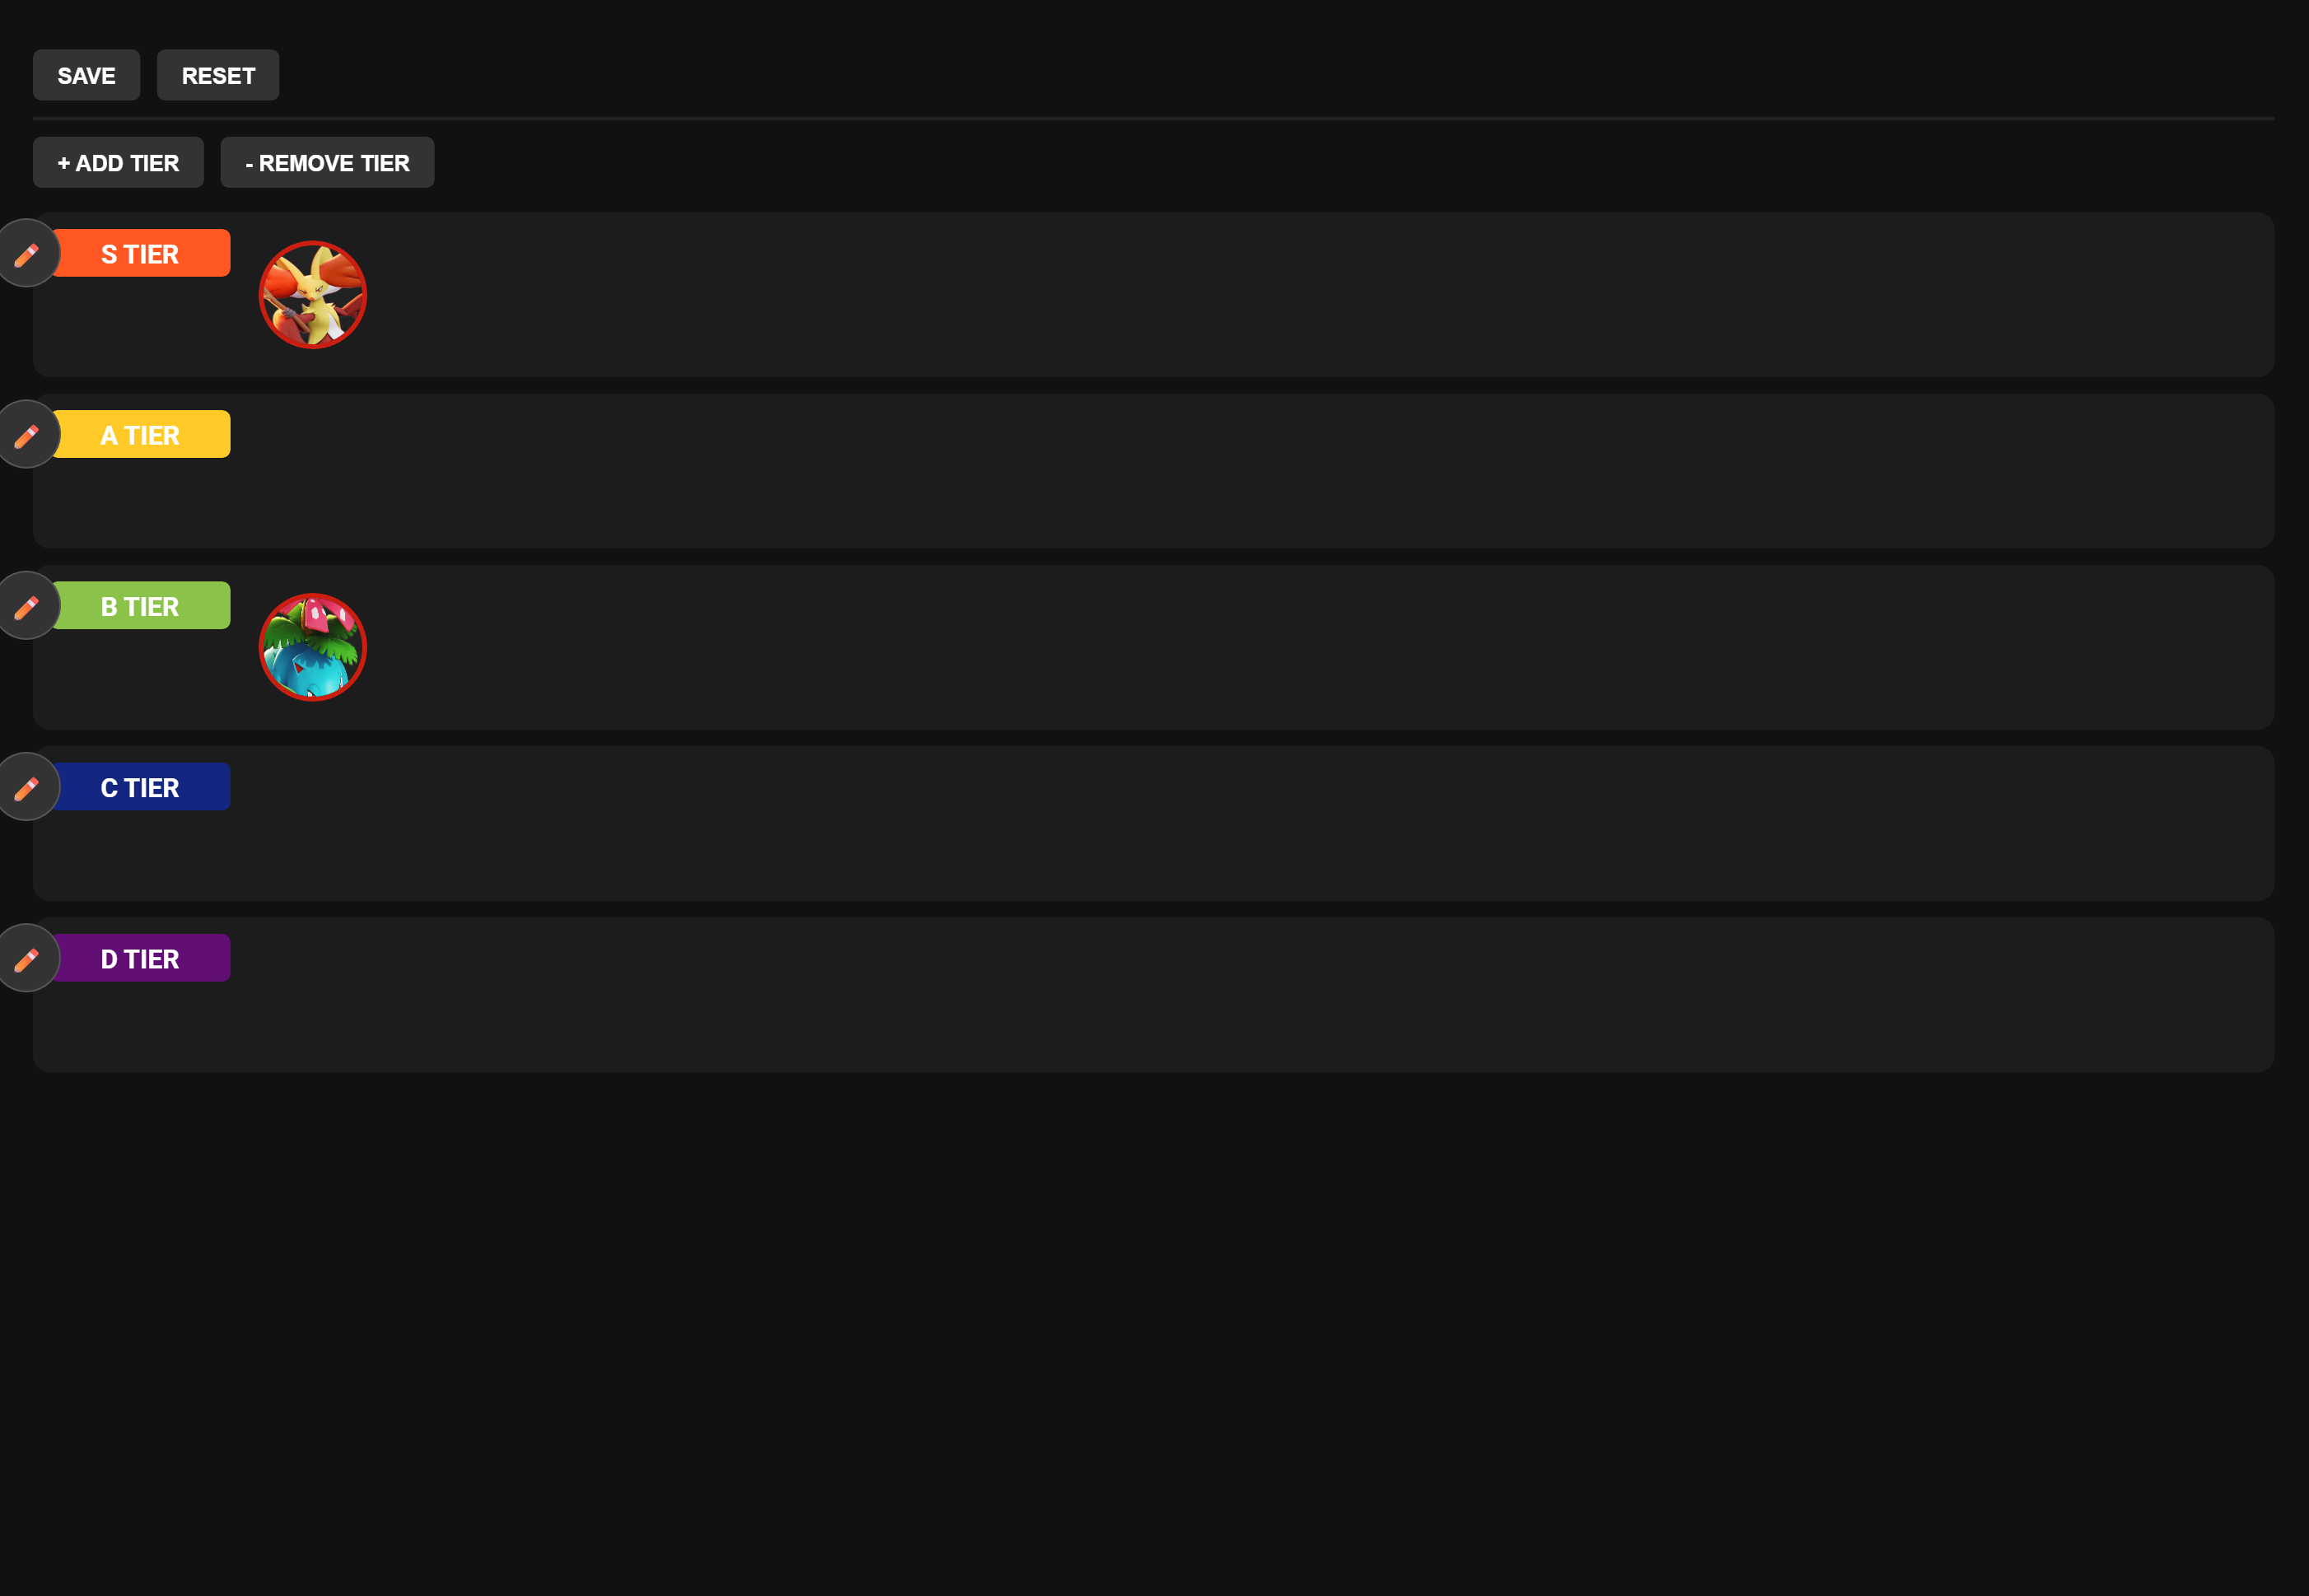 SAVE RESET
+ ADD TIER - REMOVE TIER
S TIER
A TIER
B TIER
C TIER
D TIER